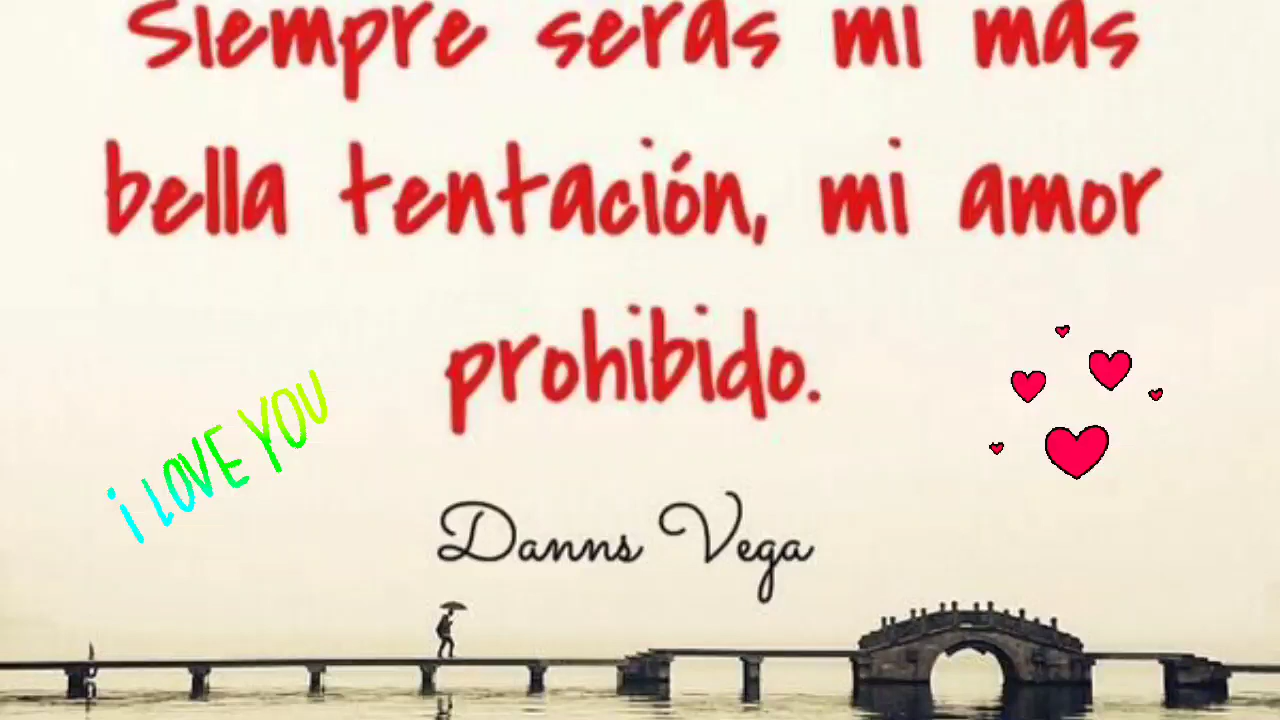 Siempre serás mi más
bella tentación, mi amor
prohibido.
i LOVE YOU
Danns Vega